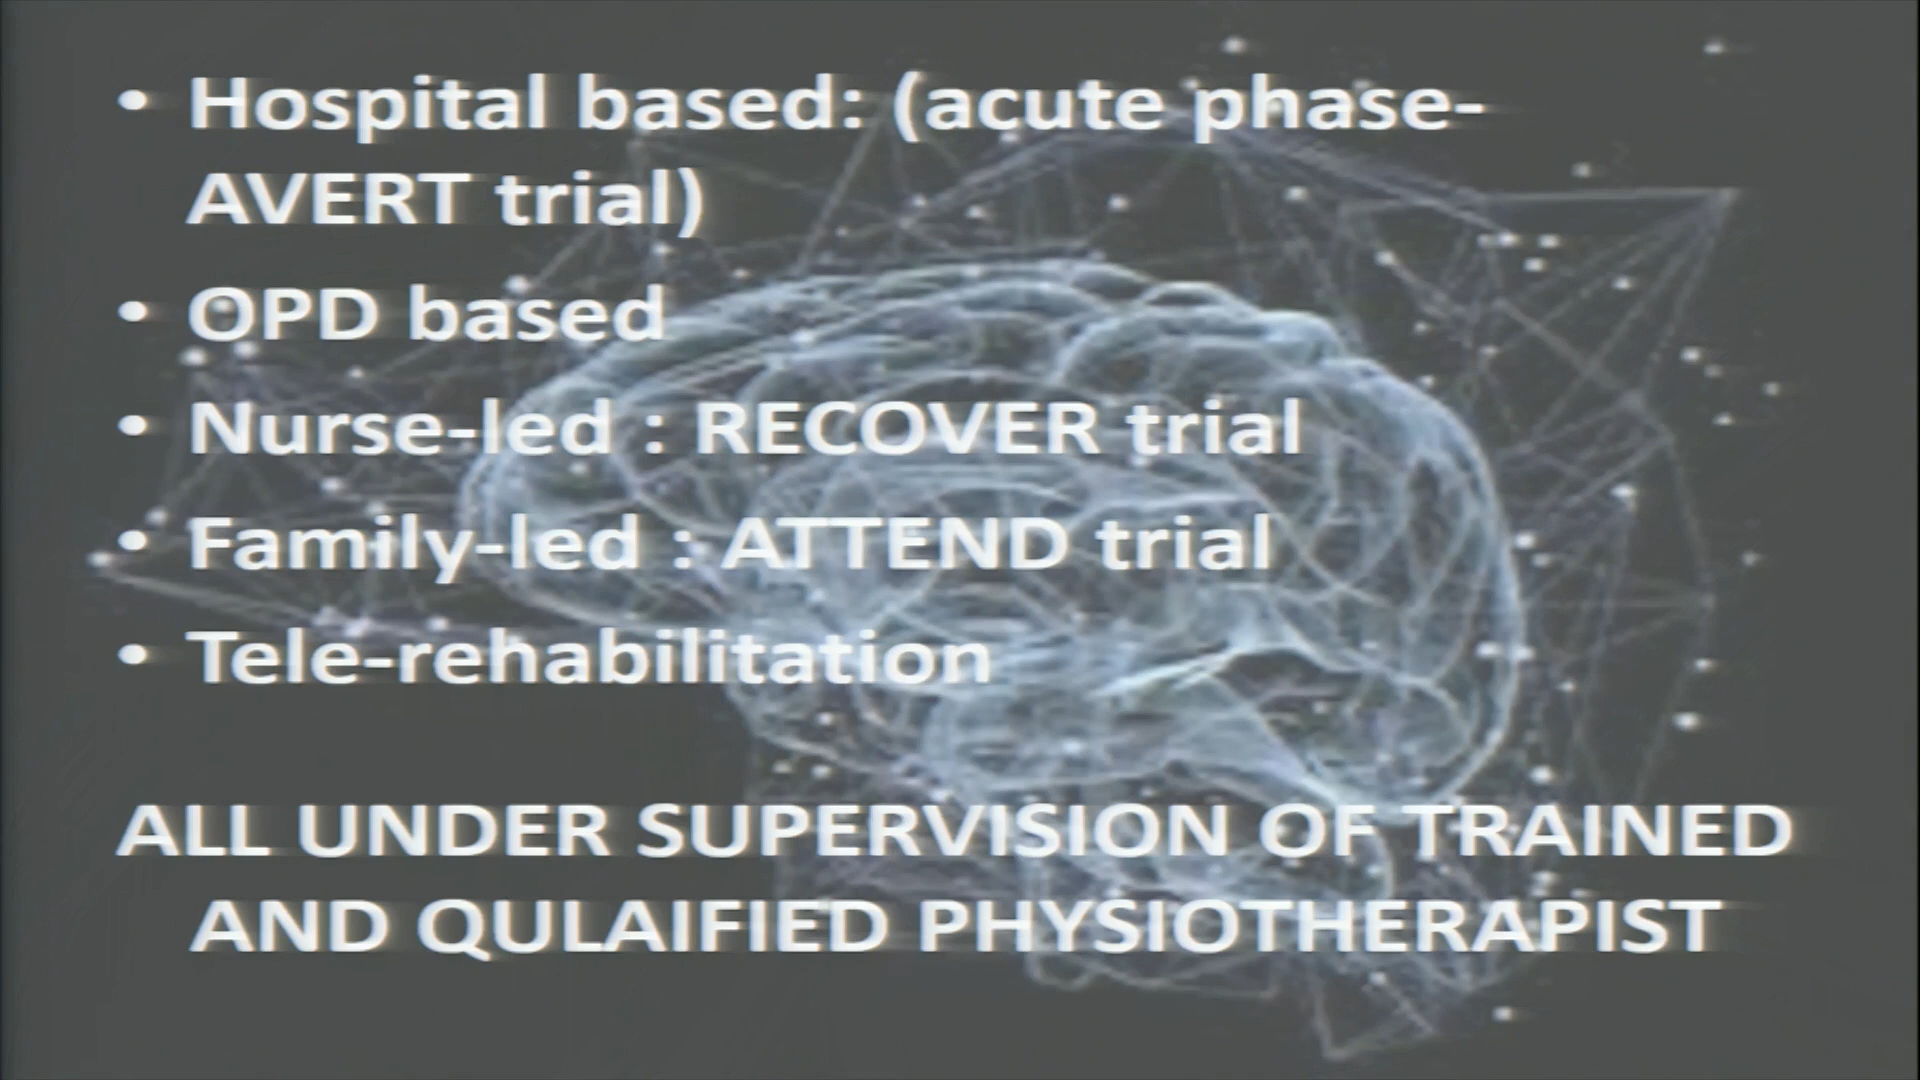 • Hospital based: (acute phase-
AVERT trial)
• OPD based
• Nurse-led : RECOVER trial
• Family-led : ATTEND trial
• Tele-rehabilitation
ALL UNDER SUPERVISION OF TRAINED
AND QULAIFIED PHYSIOTHERAPIST